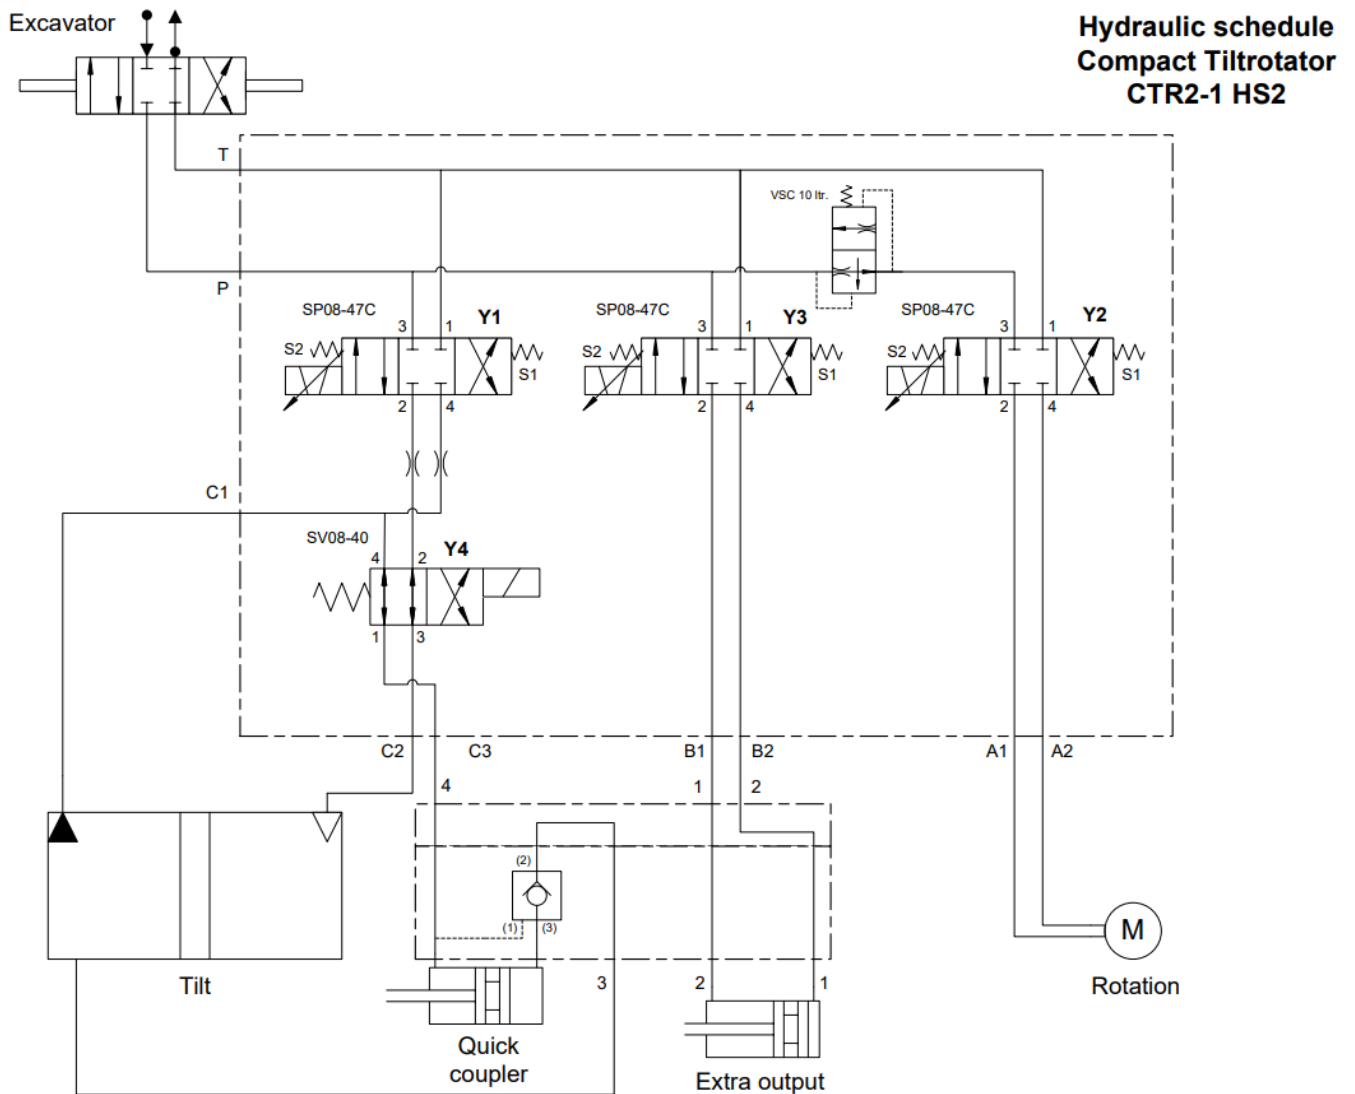 Excavator
Hydraulic schedule
Compact Tiltrotator
CTR2-1 HS2
T
VSC 10 ltr.
P
SP08-47C
3
1
Y1
S2
S1
2
4
SP08-47C
3
1
Y3
S2
S1
2
4
SP08-47C
3
1
Y2
S2
S1
2
4
C1
SV08-40
4
2
Y4
1
3
C2
C3
B1
B2
A1
A2
4
1
2
(2)
(1)
(3)
M
Tilt
3
2
1
Rotation
Quick
coupler
Extra output